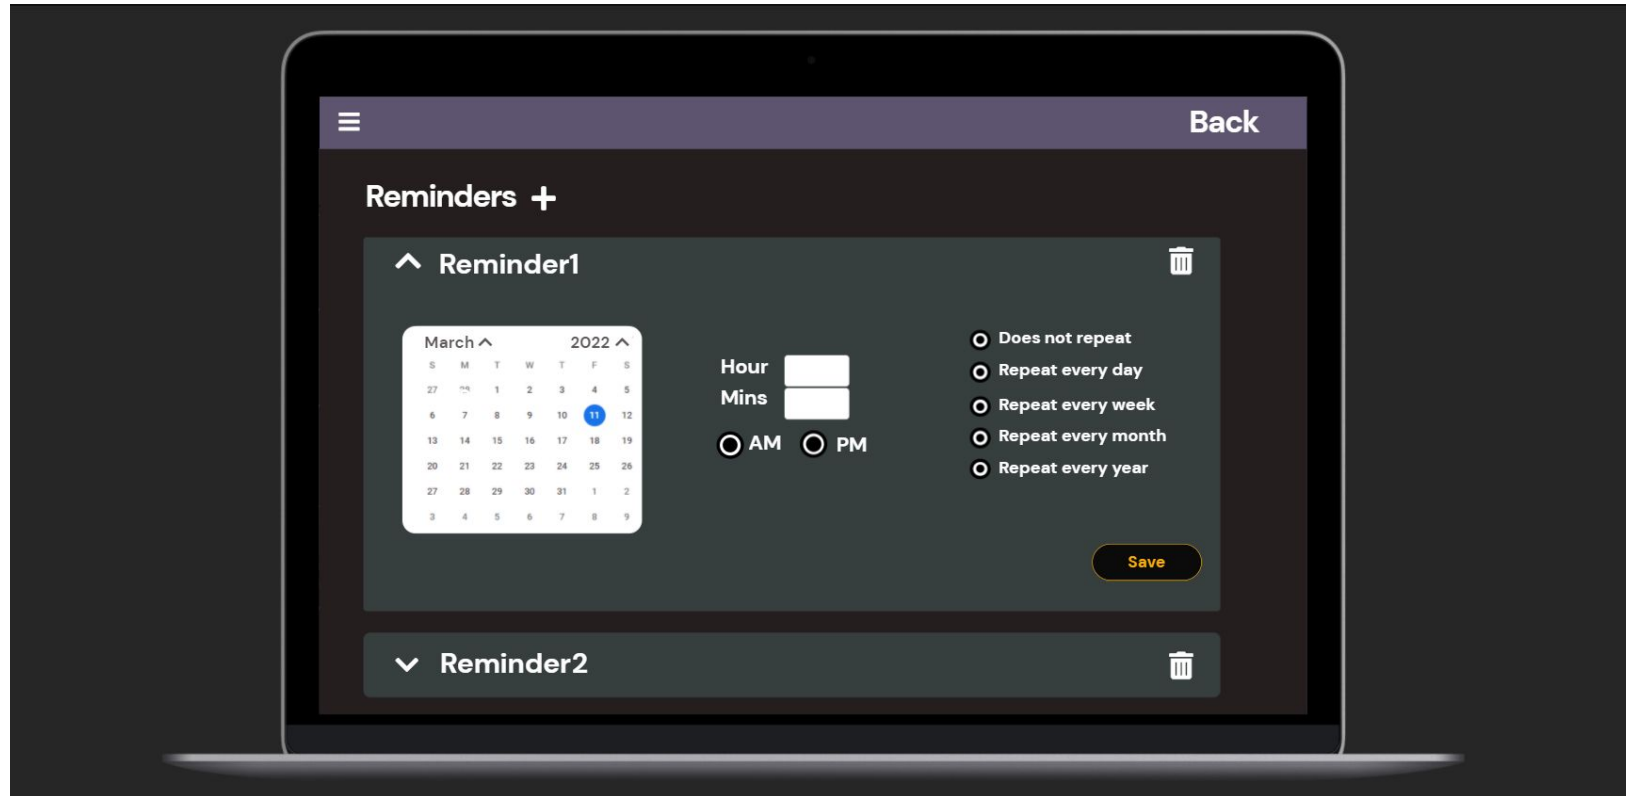 Back
Reminders +
Reminder1
March 2022
S M T W T F S
27 1 2 3 4 5
6 7 8 9 10 11 12
13 14 15 16 17 18 19
20 21 22 23 24 25 26
27 28 29 30 31 1 2
3 4 5 6 7 8 9
Hour
Mins
AM PM
Does not repeat
Repeat every day
Repeat every week
Repeat every month
Repeat every year
Save
Reminder2